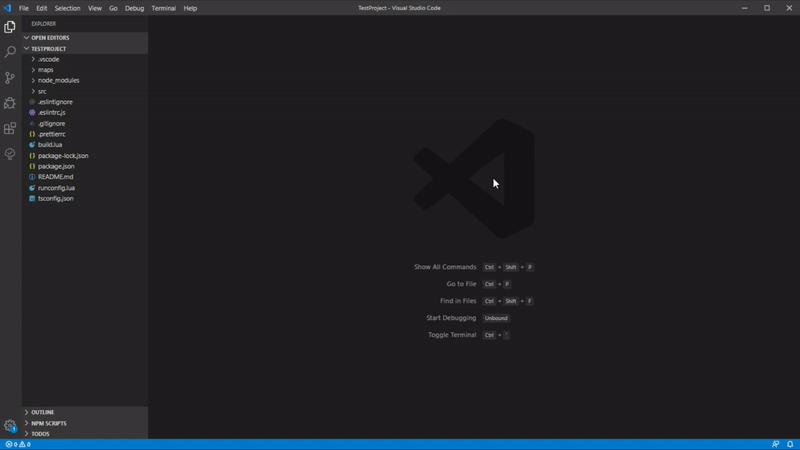 File Edit Selection View Go Debug Terminal Help
TestProject - Visual Studio Code
EXPLORER
OPEN EDITORS
TESTPROJECT
.vscode
maps
node_modules
src
.eslintignore
.eslintrc.js
.gitignore
.prettierrc
build.lua
package-lock.json
package.json
README.md
runconfig.lua
tsconfig.json
Show All Commands Ctrl + Shift + P
Go to File Ctrl + P
Find in Files Ctrl + Shift + F
Start Debugging Unbound
Toggle Terminal Ctrl + `
OUTLINE
NPM SCRIPTS
TODOS
1
0 0